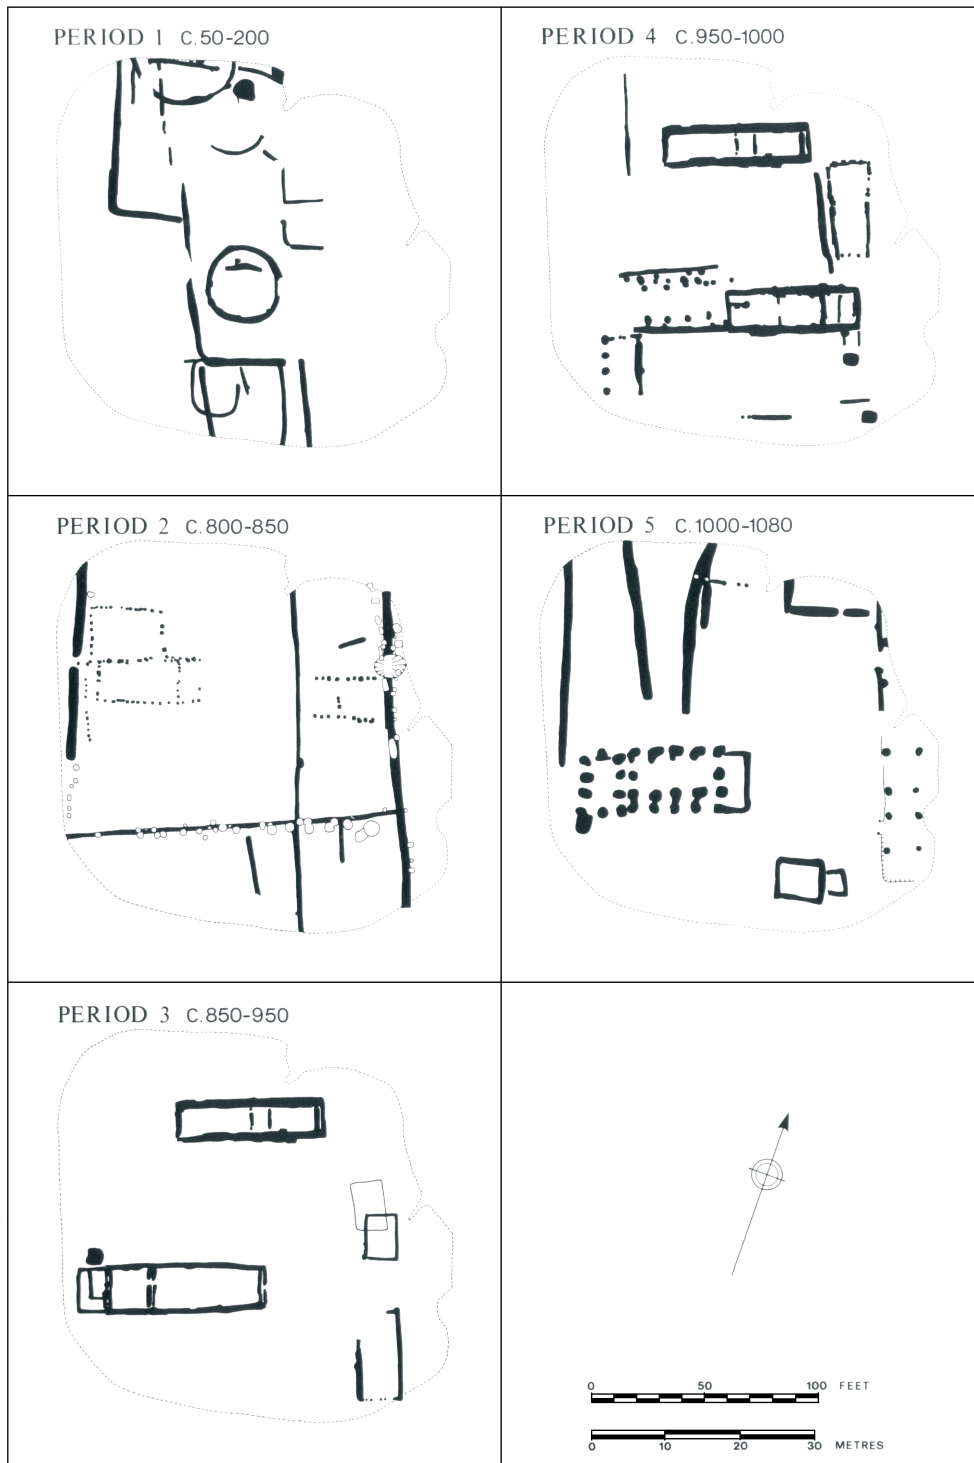 PERIOD 1 C.50-200
PERIOD 4 C.950-1000
PERIOD 2 C.800-850
PERIOD 5 C.1000-1080
PERIOD 3 C.850-950
0 50 100 FEET
0 10 20 30 METRES